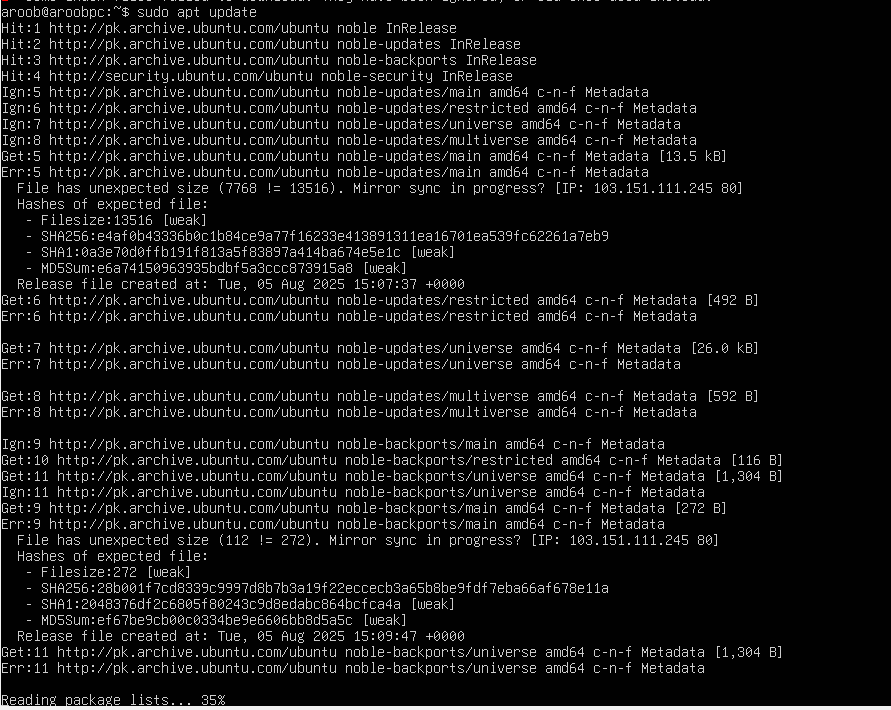 aroob@aroobpc:~$ sudo apt update
Hit:1 http://pk.archive.ubuntu.com/ubuntu noble InRelease
Hit:2 http://pk.archive.ubuntu.com/ubuntu noble-updates InRelease
Hit:3 http://pk.archive.ubuntu.com/ubuntu noble-backports InRelease
Hit:4 http://security.ubuntu.com/ubuntu noble-security InRelease
Ign:5 http://pk.archive.ubuntu.com/ubuntu noble-updates/main amd64 c-n-f Metadata
Ign:6 http://pk.archive.ubuntu.com/ubuntu noble-updates/restricted amd64 c-n-f Metadata
Ign:7 http://pk.archive.ubuntu.com/ubuntu noble-updates/universe amd64 c-n-f Metadata
Ign:8 http://pk.archive.ubuntu.com/ubuntu noble-updates/multiverse amd64 c-n-f Metadata
Get:5 http://pk.archive.ubuntu.com/ubuntu noble-updates/main amd64 c-n-f Metadata [13.5 kB]
Err:5 http://pk.archive.ubuntu.com/ubuntu noble-updates/main amd64 c-n-f Metadata
  File has unexpected size (7768 != 13516). Mirror sync in progress? [IP: 103.151.111.245 80]
  Hashes of expected file:
   - Filesize:13516 [weak]
   - SHA256:e4af0b43336b0c1b84ce9a77f16233e413891311ea16701ea539fc62261a7eb9
   - SHA1:0a3e70d0ffb191f813a5f83897a414ba674e5e1c [weak]
   - MD5Sum:e6a74150963935bdbf5a3ccc873915a8 [weak]
  Release file created at: Tue, 05 Aug 2025 15:07:37 +0000
Get:6 http://pk.archive.ubuntu.com/ubuntu noble-updates/restricted amd64 c-n-f Metadata [492 B]
Err:6 http://pk.archive.ubuntu.com/ubuntu noble-updates/restricted amd64 c-n-f Metadata
Get:7 http://pk.archive.ubuntu.com/ubuntu noble-updates/universe amd64 c-n-f Metadata [26.0 kB]
Err:7 http://pk.archive.ubuntu.com/ubuntu noble-updates/universe amd64 c-n-f Metadata
Get:8 http://pk.archive.ubuntu.com/ubuntu noble-updates/multiverse amd64 c-n-f Metadata [592 B]
Err:8 http://pk.archive.ubuntu.com/ubuntu noble-updates/multiverse amd64 c-n-f Metadata
Ign:9 http://pk.archive.ubuntu.com/ubuntu noble-backports/main amd64 c-n-f Metadata
Get:10 http://pk.archive.ubuntu.com/ubuntu noble-backports/restricted amd64 c-n-f Metadata [116 B]
Get:11 http://pk.archive.ubuntu.com/ubuntu noble-backports/universe amd64 c-n-f Metadata [1,304 B]
Ign:11 http://pk.archive.ubuntu.com/ubuntu noble-backports/universe amd64 c-n-f Metadata
Get:9 http://pk.archive.ubuntu.com/ubuntu noble-backports/main amd64 c-n-f Metadata [272 B]
Err:9 http://pk.archive.ubuntu.com/ubuntu noble-backports/main amd64 c-n-f Metadata
  File has unexpected size (112 != 272). Mirror sync in progress? [IP: 103.151.111.245 80]
  Hashes of expected file:
   - Filesize:272 [weak]
   - SHA256:28b001f7cd8339c9997d8b7b3a19f22eccecb3a65b8be9fdf7eba66af678e11a
   - SHA1:2048376df2c6805f80243c9d8edabc864bcfca4a [weak]
   - MD5Sum:ef67be9cb00c0334be9e6606bb8d5a5c [weak]
  Release file created at: Tue, 05 Aug 2025 15:09:47 +0000
Get:11 http://pk.archive.ubuntu.com/ubuntu noble-backports/universe amd64 c-n-f Metadata [1,304 B]
Err:11 http://pk.archive.ubuntu.com/ubuntu noble-backports/universe amd64 c-n-f Metadata
Reading package lists... 35%